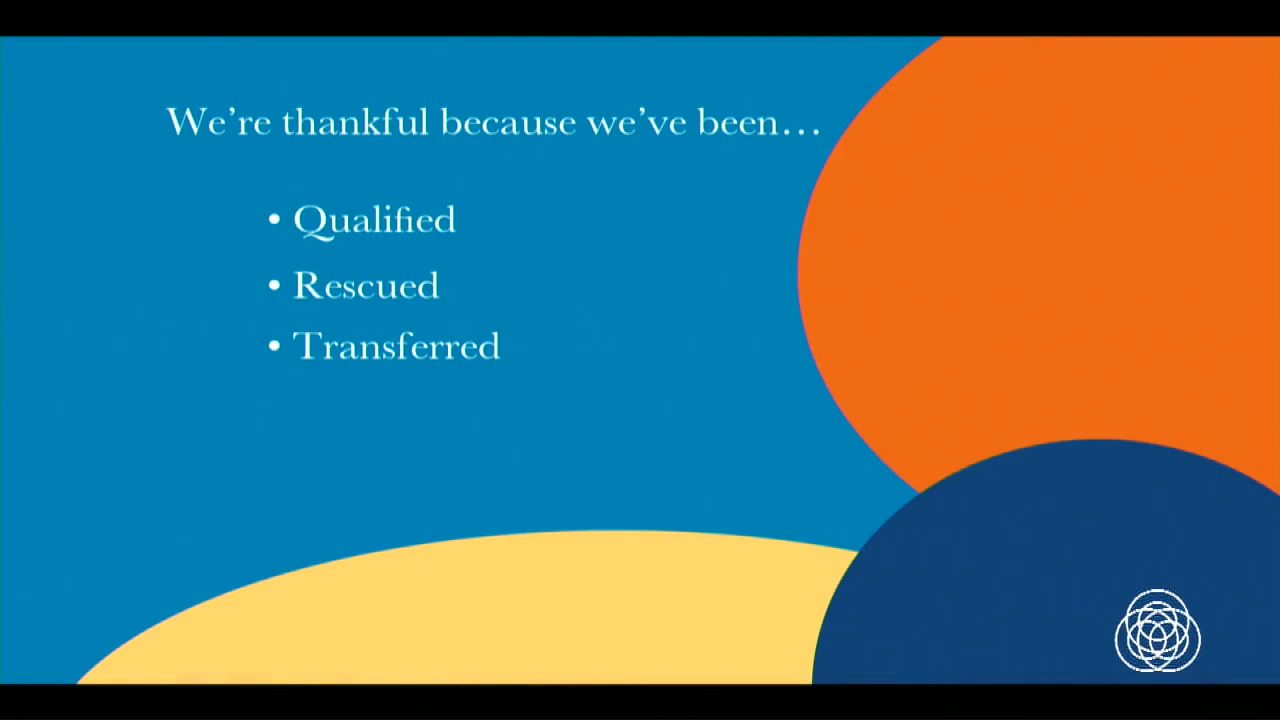 We’re thankful because we’ve been…
• Qualified
• Rescued
• Transferred